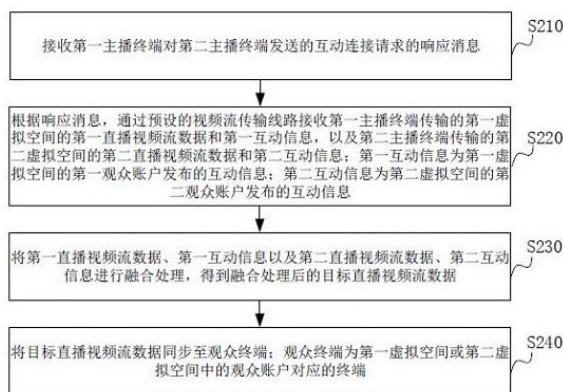 接收第一主播终端对第二主播终端发送的互动连接请求的响应消息
S210
根据响应消息，通过预设的视频流传输线路接收第一主播终端传输的第一虚
拟空间的第一直播视频流数据和第一互动信息，以及第二主播终端传输的第
二虚拟空间的第二直播视频流数据和第二互动信息；第一互动信息为第一虚
拟空间的第一观众账户发布的互动信息；第二互动信息为第二虚拟空间的第
二观众账户发布的互动信息
S220
将第一直播视频流数据、第一互动信息以及第二直播视频流数据、第二互动
信息进行融合处理，得到融合处理后的目标直播视频流数据
S230
将目标直播视频流数据同步至观众终端；观众终端为第一虚拟空间或第二虚
拟空间中的观众账户对应的终端
S240